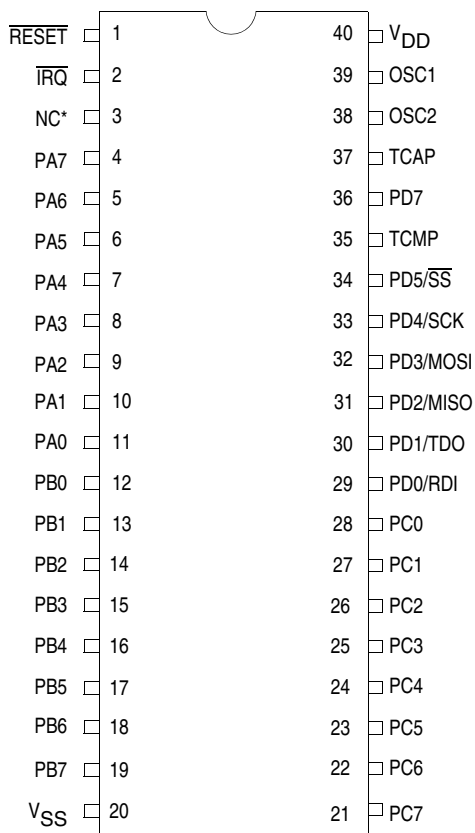 R̅E̅S̅E̅T̅ 1 40 VDD
I̅R̅Q̅ 2 39 OSC1
NC* 3 38 OSC2
PA7 4 37 TCAP
PA6 5 36 PD7
PA5 6 35 TCMP
PA4 7 34 PD5/S̅S̅
PA3 8 33 PD4/SCK
PA2 9 32 PD3/MOSI
PA1 10 31 PD2/MISO
PA0 11 30 PD1/TDO
PB0 12 29 PD0/RDI
PB1 13 28 PC0
PB2 14 27 PC1
PB3 15 26 PC2
PB4 16 25 PC3
PB5 17 24 PC4
PB6 18 23 PC5
PB7 19 22 PC6
VSS 20 21 PC7